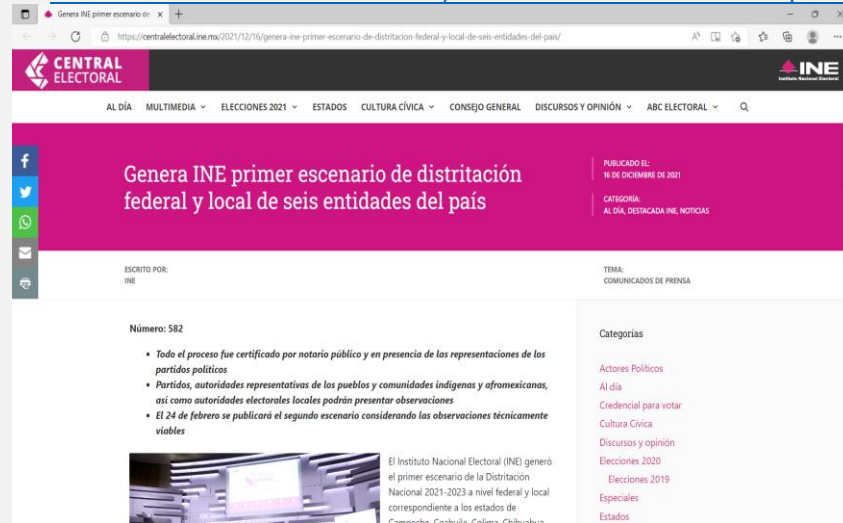 Genera INE primer escenario de
https://centralelectoral.ine.mx/2021/12/16/genera-ine-primer-escenario-de-distritacion-federal-y-local-de-seis-entidades-del-pais/
CENTRAL
ELECTORAL
INE
Instituto Nacional Electoral
AL DÍA MULTIMEDIA ELECCIONES 2021 ESTADOS CULTURA CÍVICA CONSEJO GENERAL DISCURSOS Y OPINIÓN ABC ELECTORAL
Genera INE primer escenario de distritación
federal y local de seis entidades del país
PUBLICADO EL:
16 DE DICIEMBRE DE 2021
CATEGORÍA:
AL DÍA, DESTACADA INE, NOTICIAS
ESCRITO POR:
INE
TEMA:
COMUNICADOS DE PRENSA
Número: 582
• Todo el proceso fue certificado por notario público y en presencia de las representaciones de los
partidos políticos
• Partidos, autoridades representativas de los pueblos y comunidades indígenas y afromexicanas,
así como autoridades electorales locales podrán presentar observaciones
• El 24 de febrero se publicará el segundo escenario considerando las observaciones técnicamente
viables
El Instituto Nacional Electoral (INE) generó
el primer escenario de la Distritación
Nacional 2021-2023 a nivel federal y local
correspondiente a los estados de
Campeche, Coahuila, Colima, Chihuahua
Categorías
Actores Políticos
Al día
Credencial para votar
Cultura Cívica
Discursos y opinión
Elecciones 2020
Elecciones 2019
Especiales
Estados